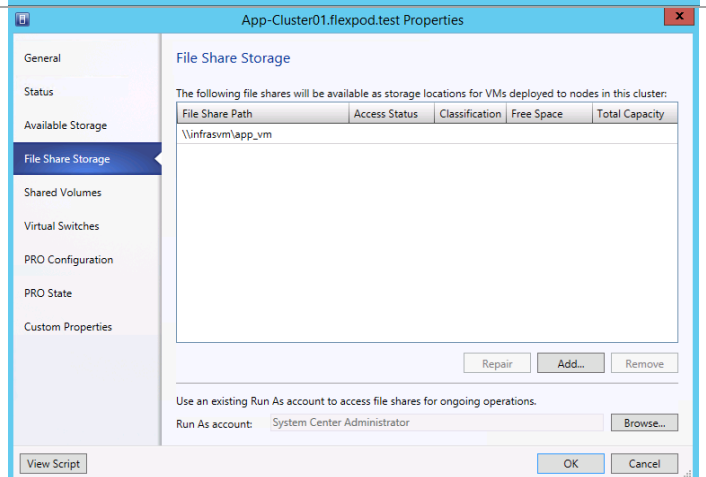 App-Cluster01.flexpod.test Properties
x
General
Status
Available Storage
File Share Storage
Shared Volumes
Virtual Switches
PRO Configuration
PRO State
Custom Properties
File Share Storage
The following file shares will be available as storage locations for VMs deployed to nodes in this cluster:
File Share Path Access Status Classification Free Space Total Capacity
\\infrasvm\app_vm
Repair Add... Remove
Use an existing Run As account to access file shares for ongoing operations.
Run As account: System Center Administrator Browse...
View Script OK Cancel